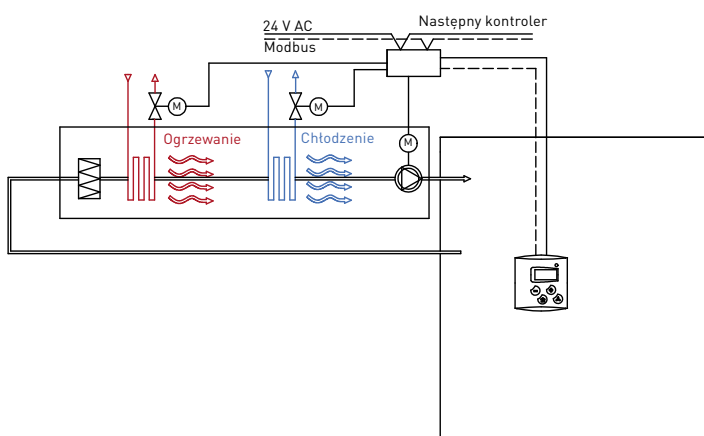 24 V AC
Następny kontroler
Modbus
M
M
M
Ogrzewanie
Chłodzenie